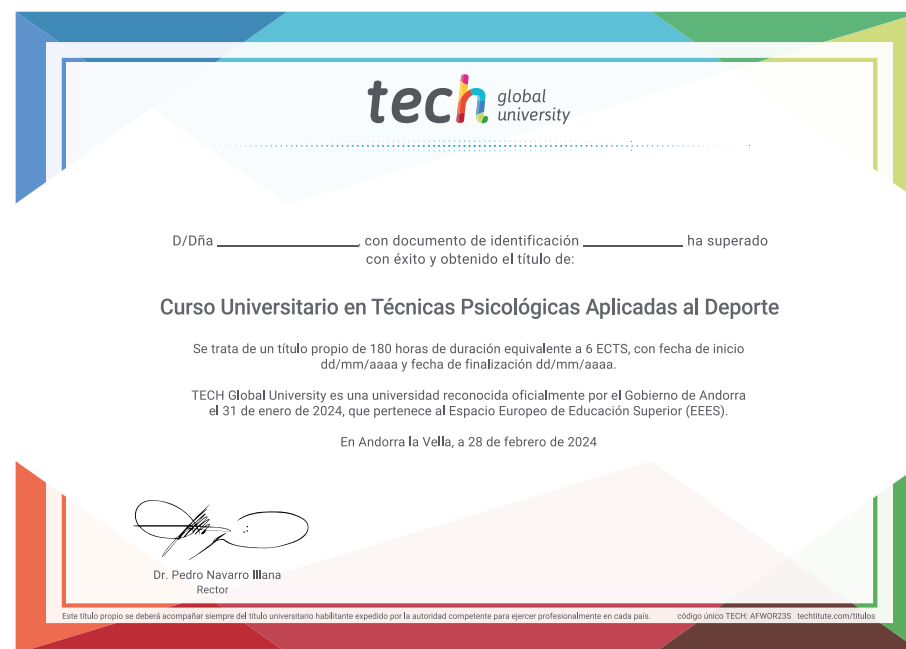 tech global university
D/Dña ____________________, con documento de identificación ______________ ha superado
con éxito y obtenido el título de:
Curso Universitario en Técnicas Psicológicas Aplicadas al Deporte
Se trata de un título propio de 180 horas de duración equivalente a 6 ECTS, con fecha de inicio
dd/mm/aaaa y fecha de finalización dd/mm/aaaa.
TECH Global University es una universidad reconocida oficialmente por el Gobierno de Andorra
el 31 de enero de 2024, que pertenece al Espacio Europeo de Educación Superior (EEES).
En Andorra la Vella, a 28 de febrero de 2024
Dr. Pedro Navarro Illana
Rector
Este título propio se deberá acompañar siempre del título universitario habilitante expedido por la autoridad competente para ejercer profesionalmente en cada país. código único TECH: AFWOR23S techtitute.com/titulos